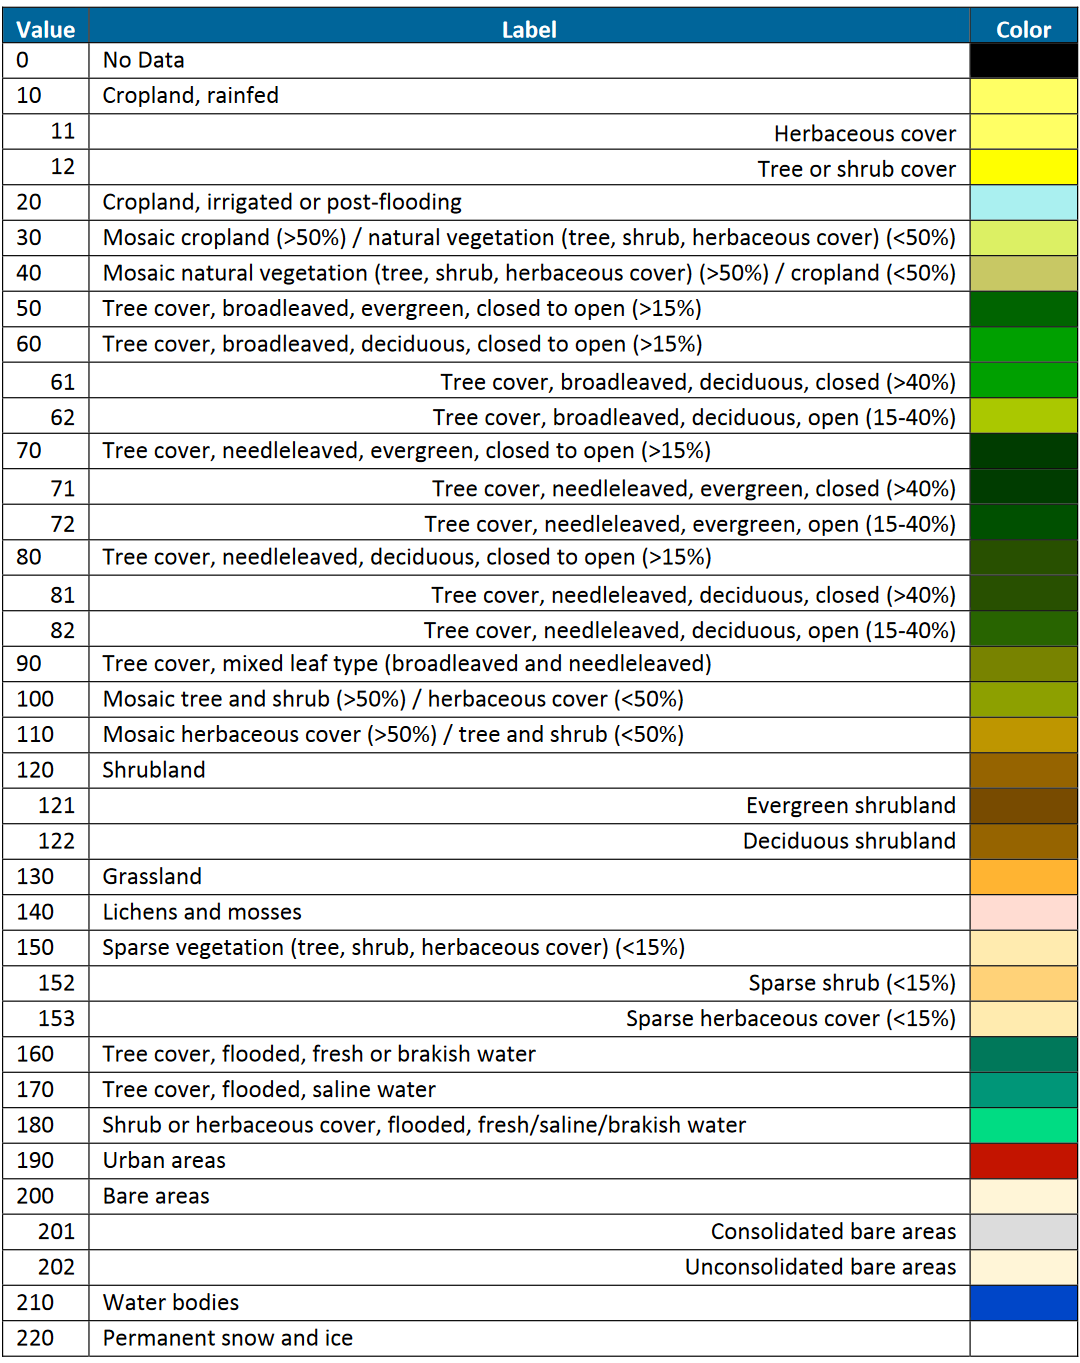 Value Label Color
0 No Data
10 Cropland, rainfed
11 Herbaceous cover
12 Tree or shrub cover
20 Cropland, irrigated or post-flooding
30 Mosaic cropland (>50%) / natural vegetation (tree, shrub, herbaceous cover) (<50%)
40 Mosaic natural vegetation (tree, shrub, herbaceous cover) (>50%) / cropland (<50%)
50 Tree cover, broadleaved, evergreen, closed to open (>15%)
60 Tree cover, broadleaved, deciduous, closed to open (>15%)
61 Tree cover, broadleaved, deciduous, closed (>40%)
62 Tree cover, broadleaved, deciduous, open (15-40%)
70 Tree cover, needleleaved, evergreen, closed to open (>15%)
71 Tree cover, needleleaved, evergreen, closed (>40%)
72 Tree cover, needleleaved, evergreen, open (15-40%)
80 Tree cover, needleleaved, deciduous, closed to open (>15%)
81 Tree cover, needleleaved, deciduous, closed (>40%)
82 Tree cover, needleleaved, deciduous, open (15-40%)
90 Tree cover, mixed leaf type (broadleaved and needleleaved)
100 Mosaic tree and shrub (>50%) / herbaceous cover (<50%)
110 Mosaic herbaceous cover (>50%) / tree and shrub (<50%)
120 Shrubland
121 Evergreen shrubland
122 Deciduous shrubland
130 Grassland
140 Lichens and mosses
150 Sparse vegetation (tree, shrub, herbaceous cover) (<15%)
152 Sparse shrub (<15%)
153 Sparse herbaceous cover (<15%)
160 Tree cover, flooded, fresh or brakish water
170 Tree cover, flooded, saline water
180 Shrub or herbaceous cover, flooded, fresh/saline/brakish water
190 Urban areas
200 Bare areas
201 Consolidated bare areas
202 Unconsolidated bare areas
210 Water bodies
220 Permanent snow and ice